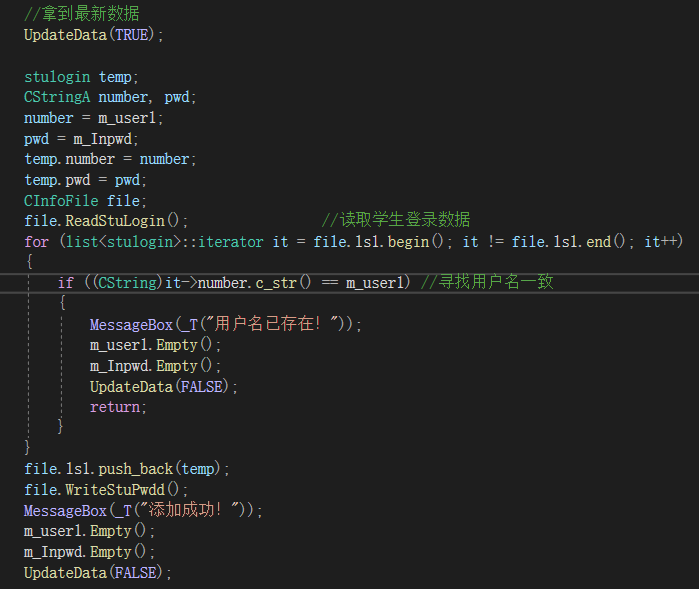 //拿到最新数据
UpdateData(TRUE);
stulogin temp;
CStringA number, pwd;
number = m_user1;
pwd = m_Inpwd;
temp.number = number;
temp.pwd = pwd;
CInfoFile file;
file.ReadStuLogin(); //读取学生登录数据
for (list<stulogin>::iterator it = file.lsl.begin(); it != file.lsl.end(); it++)
{
if ((CString)it->number.c_str() == m_user1) //寻找用户名一致
{
MessageBox(_T("用户名已存在！"));
m_user1.Empty();
m_Inpwd.Empty();
UpdateData(FALSE);
return;
}
}
file.lsl.push_back(temp);
file.WriteStuPwdd();
MessageBox(_T("添加成功！"));
m_user1.Empty();
m_Inpwd.Empty();
UpdateData(FALSE);